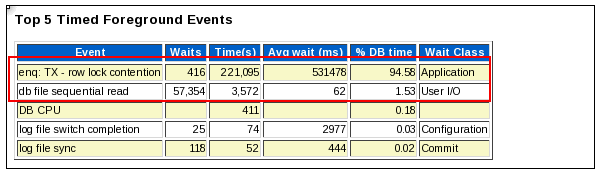 Top 5 Timed Foreground Events
Event Waits Time(s) Avg wait (ms) % DB time Wait Class
enq: TX - row lock contention 416 221,095 531478 94.58 Application
db file sequential read 57,354 3,572 62 1.53 User I/O
DB CPU 411 0.18
log file switch completion 25 74 2977 0.03 Configuration
log file sync 118 52 444 0.02 Commit